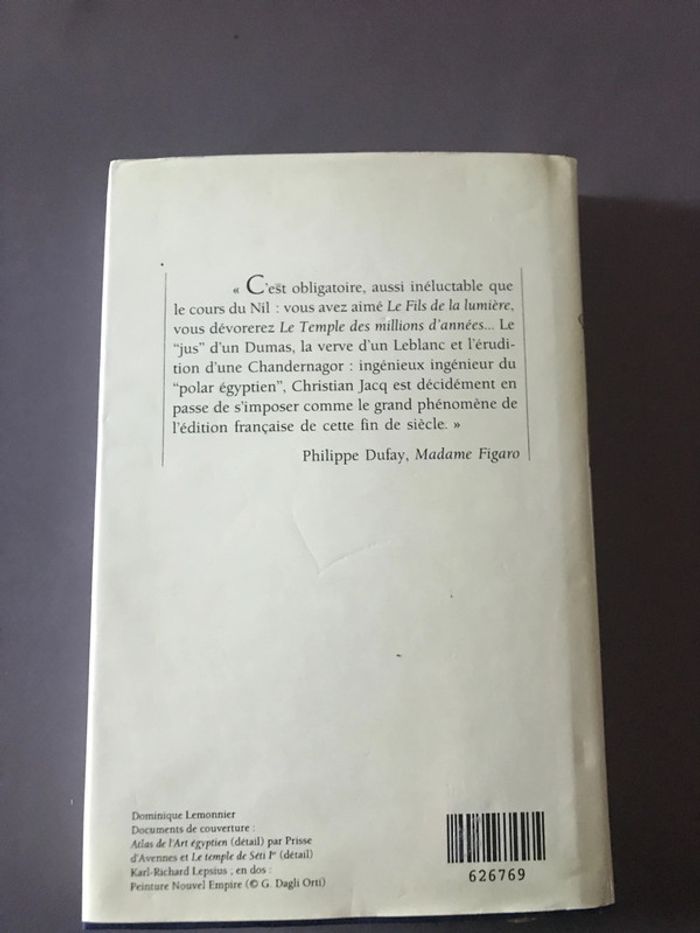 « C'est obligatoire, aussi inéluctable que
le cours du Nil : vous avez aimé Le Fils de la lumière,
vous dévorerez Le Temple des millions d'années... Le
“jus” d'un Dumas, la verve d'un Leblanc et l'érudi-
tion d'une Chandernagor : ingénieux ingénieur du
“polar égyptien”, Christian Jacq est décidément en
passe de s'imposer comme le grand phénomène de
l'édition française de cette fin de siècle. »
Philippe Dufay, Madame Figaro
Dominique Lemonnier
Documents de couverture :
Atlas de l'Art égyptien (détail) par Prisse
d'Avennes et Le temple de Séti Ier (détail)
Karl-Richard Lepsius ; en dos :
Peinture Nouvel Empire (© G. Dagli Orti)
626769